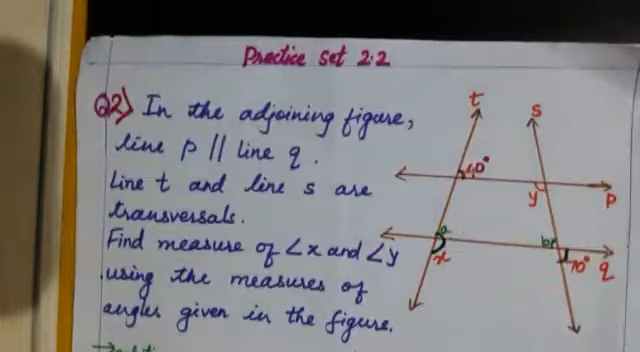 Practice set 2.2
Q2) In the adjoining figure,
line p || line q.
Line t and line s are
transversals.
Find measure of ∠x and ∠y
using the measures of
angles given in the figure.
t
s
40°
y
p
a
x
b
70°
q